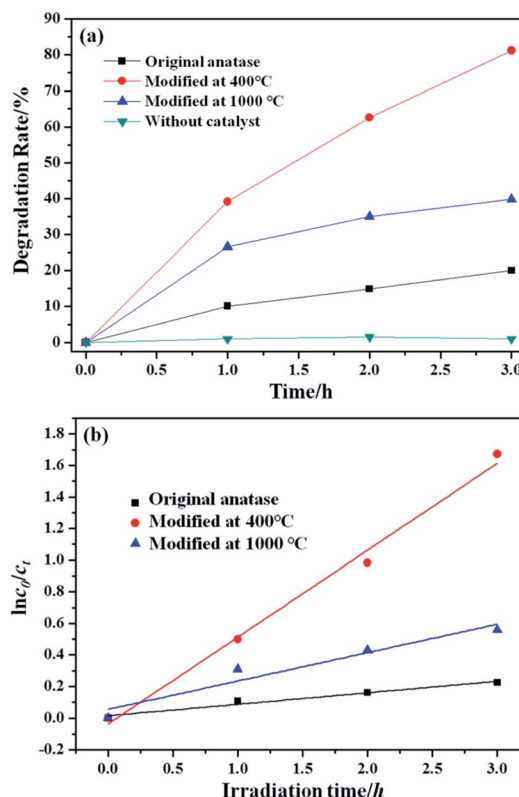 (a)
Original anatase
Modified at 400°C
Modified at 1000 °C
Without catalyst
90
80
70
60
50
40
30
20
10
0
Degradation Rate/%
0.0 0.5 1.0 1.5 2.0 2.5 3.0
Time/h
(b)
Original anatase
Modified at 400°C
Modified at 1000 °C
1.8
1.6
1.4
1.2
1.0
0.8
0.6
0.4
0.2
0.0
-0.2
lnc₀/cₜ
0.0 0.5 1.0 1.5 2.0 2.5 3.0
Irradiation time/h